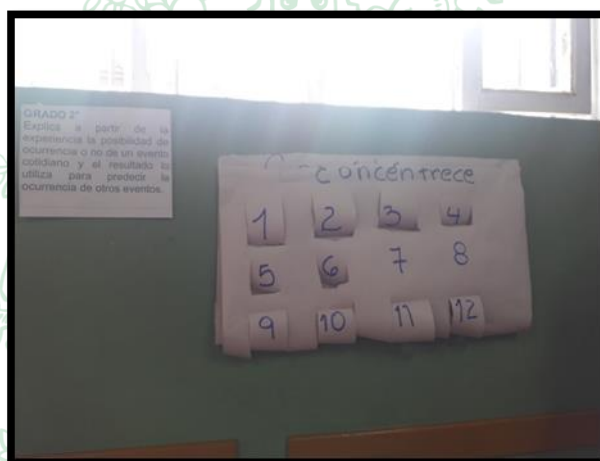 GRADO 2°
Explica a partir de la
experiencia la posibilidad de
ocurrencia o no de un evento
cotidiano y el resultado lo
utiliza para predecir la
ocurrencia de otros eventos.
concéntrece
1 2 3 4
5 6 7 8
9 10 11 12